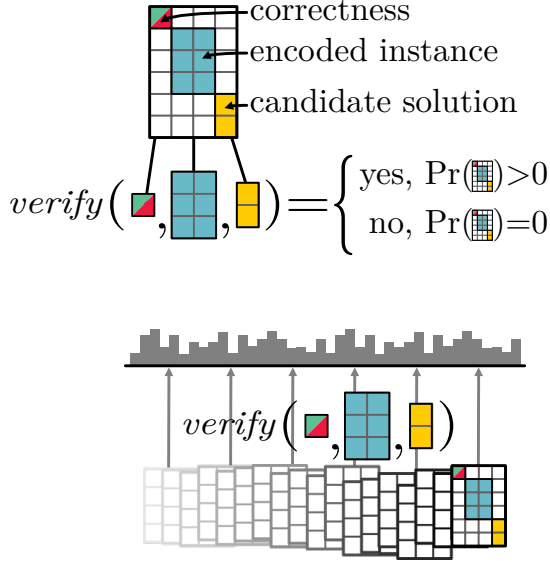 correctness
encoded instance
candidate solution
verify( , , ) = { yes, Pr( )>0
no, Pr( )=0
verify( , , )